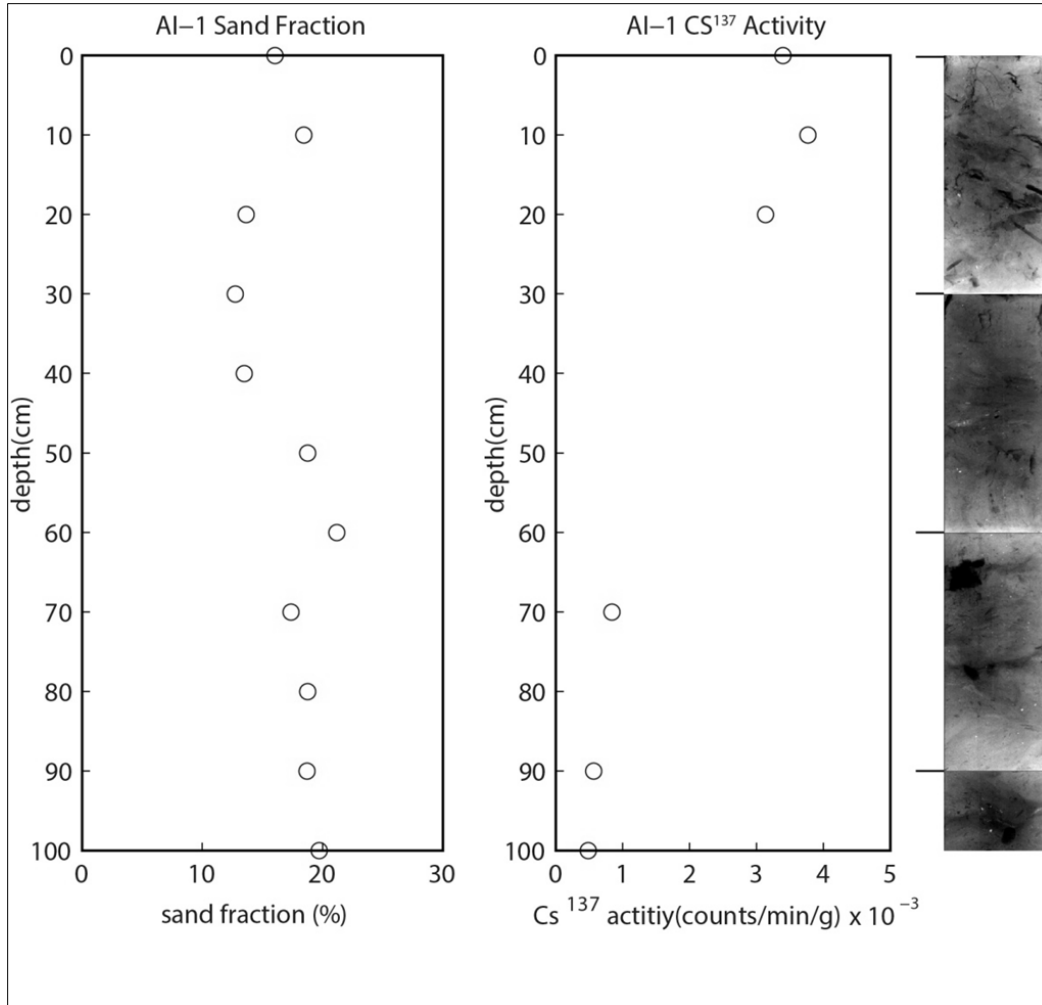 AI–1 Sand Fraction
0
10
20
30
40
50
60
70
80
90
100
depth(cm)
0 10 20 30
sand fraction (%)
AI–1 CS¹³⁷ Activity
0
10
20
30
40
50
60
70
80
90
100
depth(cm)
0 1 2 3 4 5
Cs ¹³⁷ actitiy(counts/min/g) x 10 ⁻³